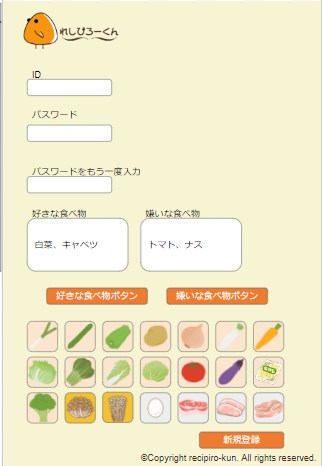 れしぴろーくん
ID
パスワード
パスワードをもう一度入力
好きな食べ物 嫌いな食べ物
白菜、キャベツ トマト、ナス
好きな食べ物ボタン 嫌いな食べ物ボタン
新規登録
©Copyright recipiro-kun. All rights reserved.